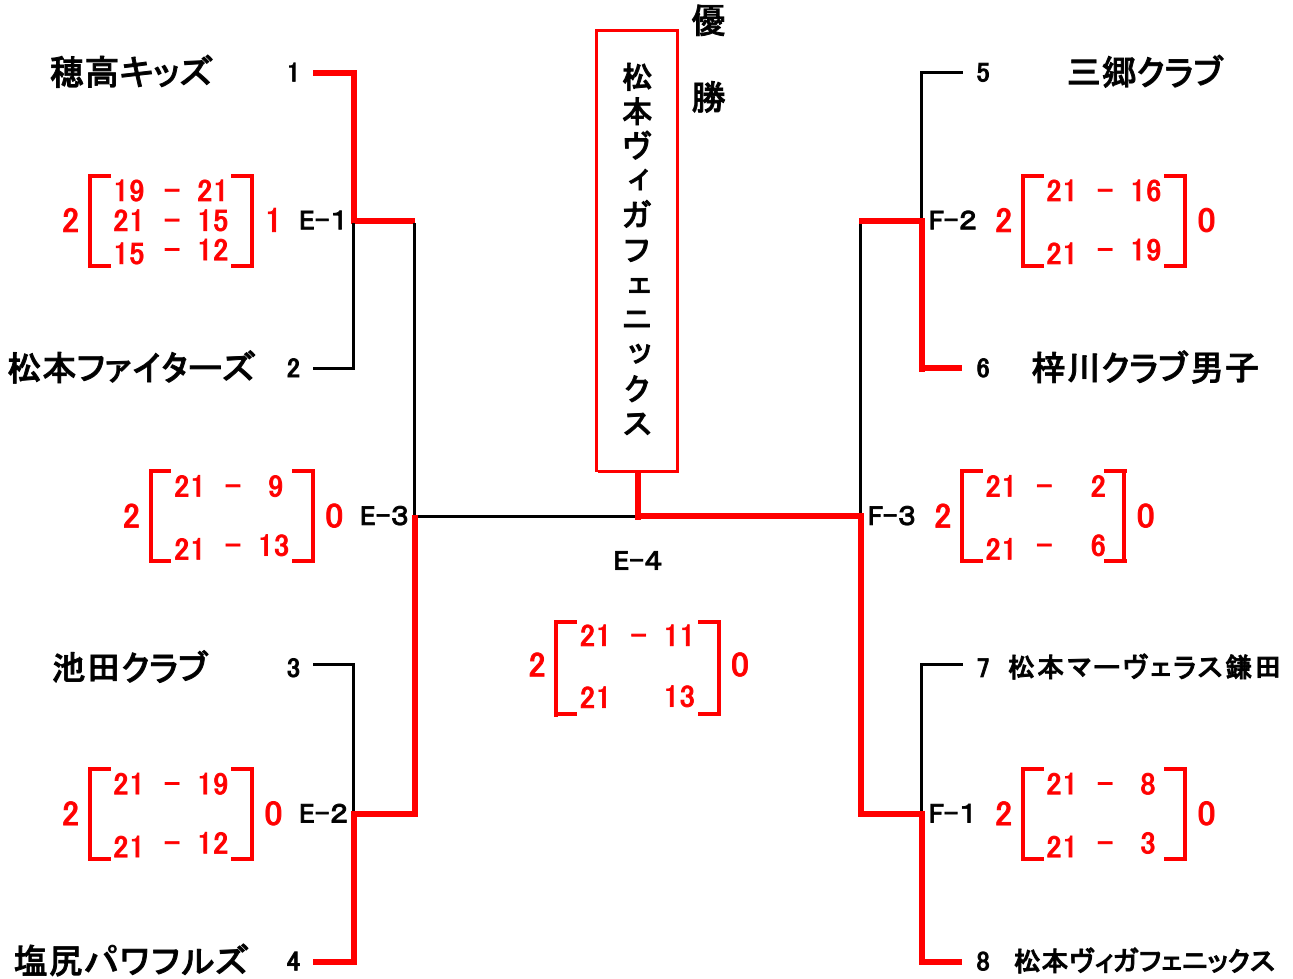 優勝
松本ヴィガフェニックス
穂高キッズ 1
2 19 - 21 1
21 - 15
15 - 12
E-1
松本ファイターズ 2
2 21 - 9 0
21 - 13
E-3
池田クラブ 3
2 21 - 19 0
21 - 12
E-2
塩尻パワフルズ 4
E-4
2 21 - 11 0
21 13
5 三郷クラブ
F-2
2 21 - 16 0
21 - 19
6 梓川クラブ男子
F-3
2 21 - 2 0
21 - 6
7 松本マーヴェラス鎌田
F-1
2 21 - 8 0
21 - 3
8 松本ヴィガフェニックス